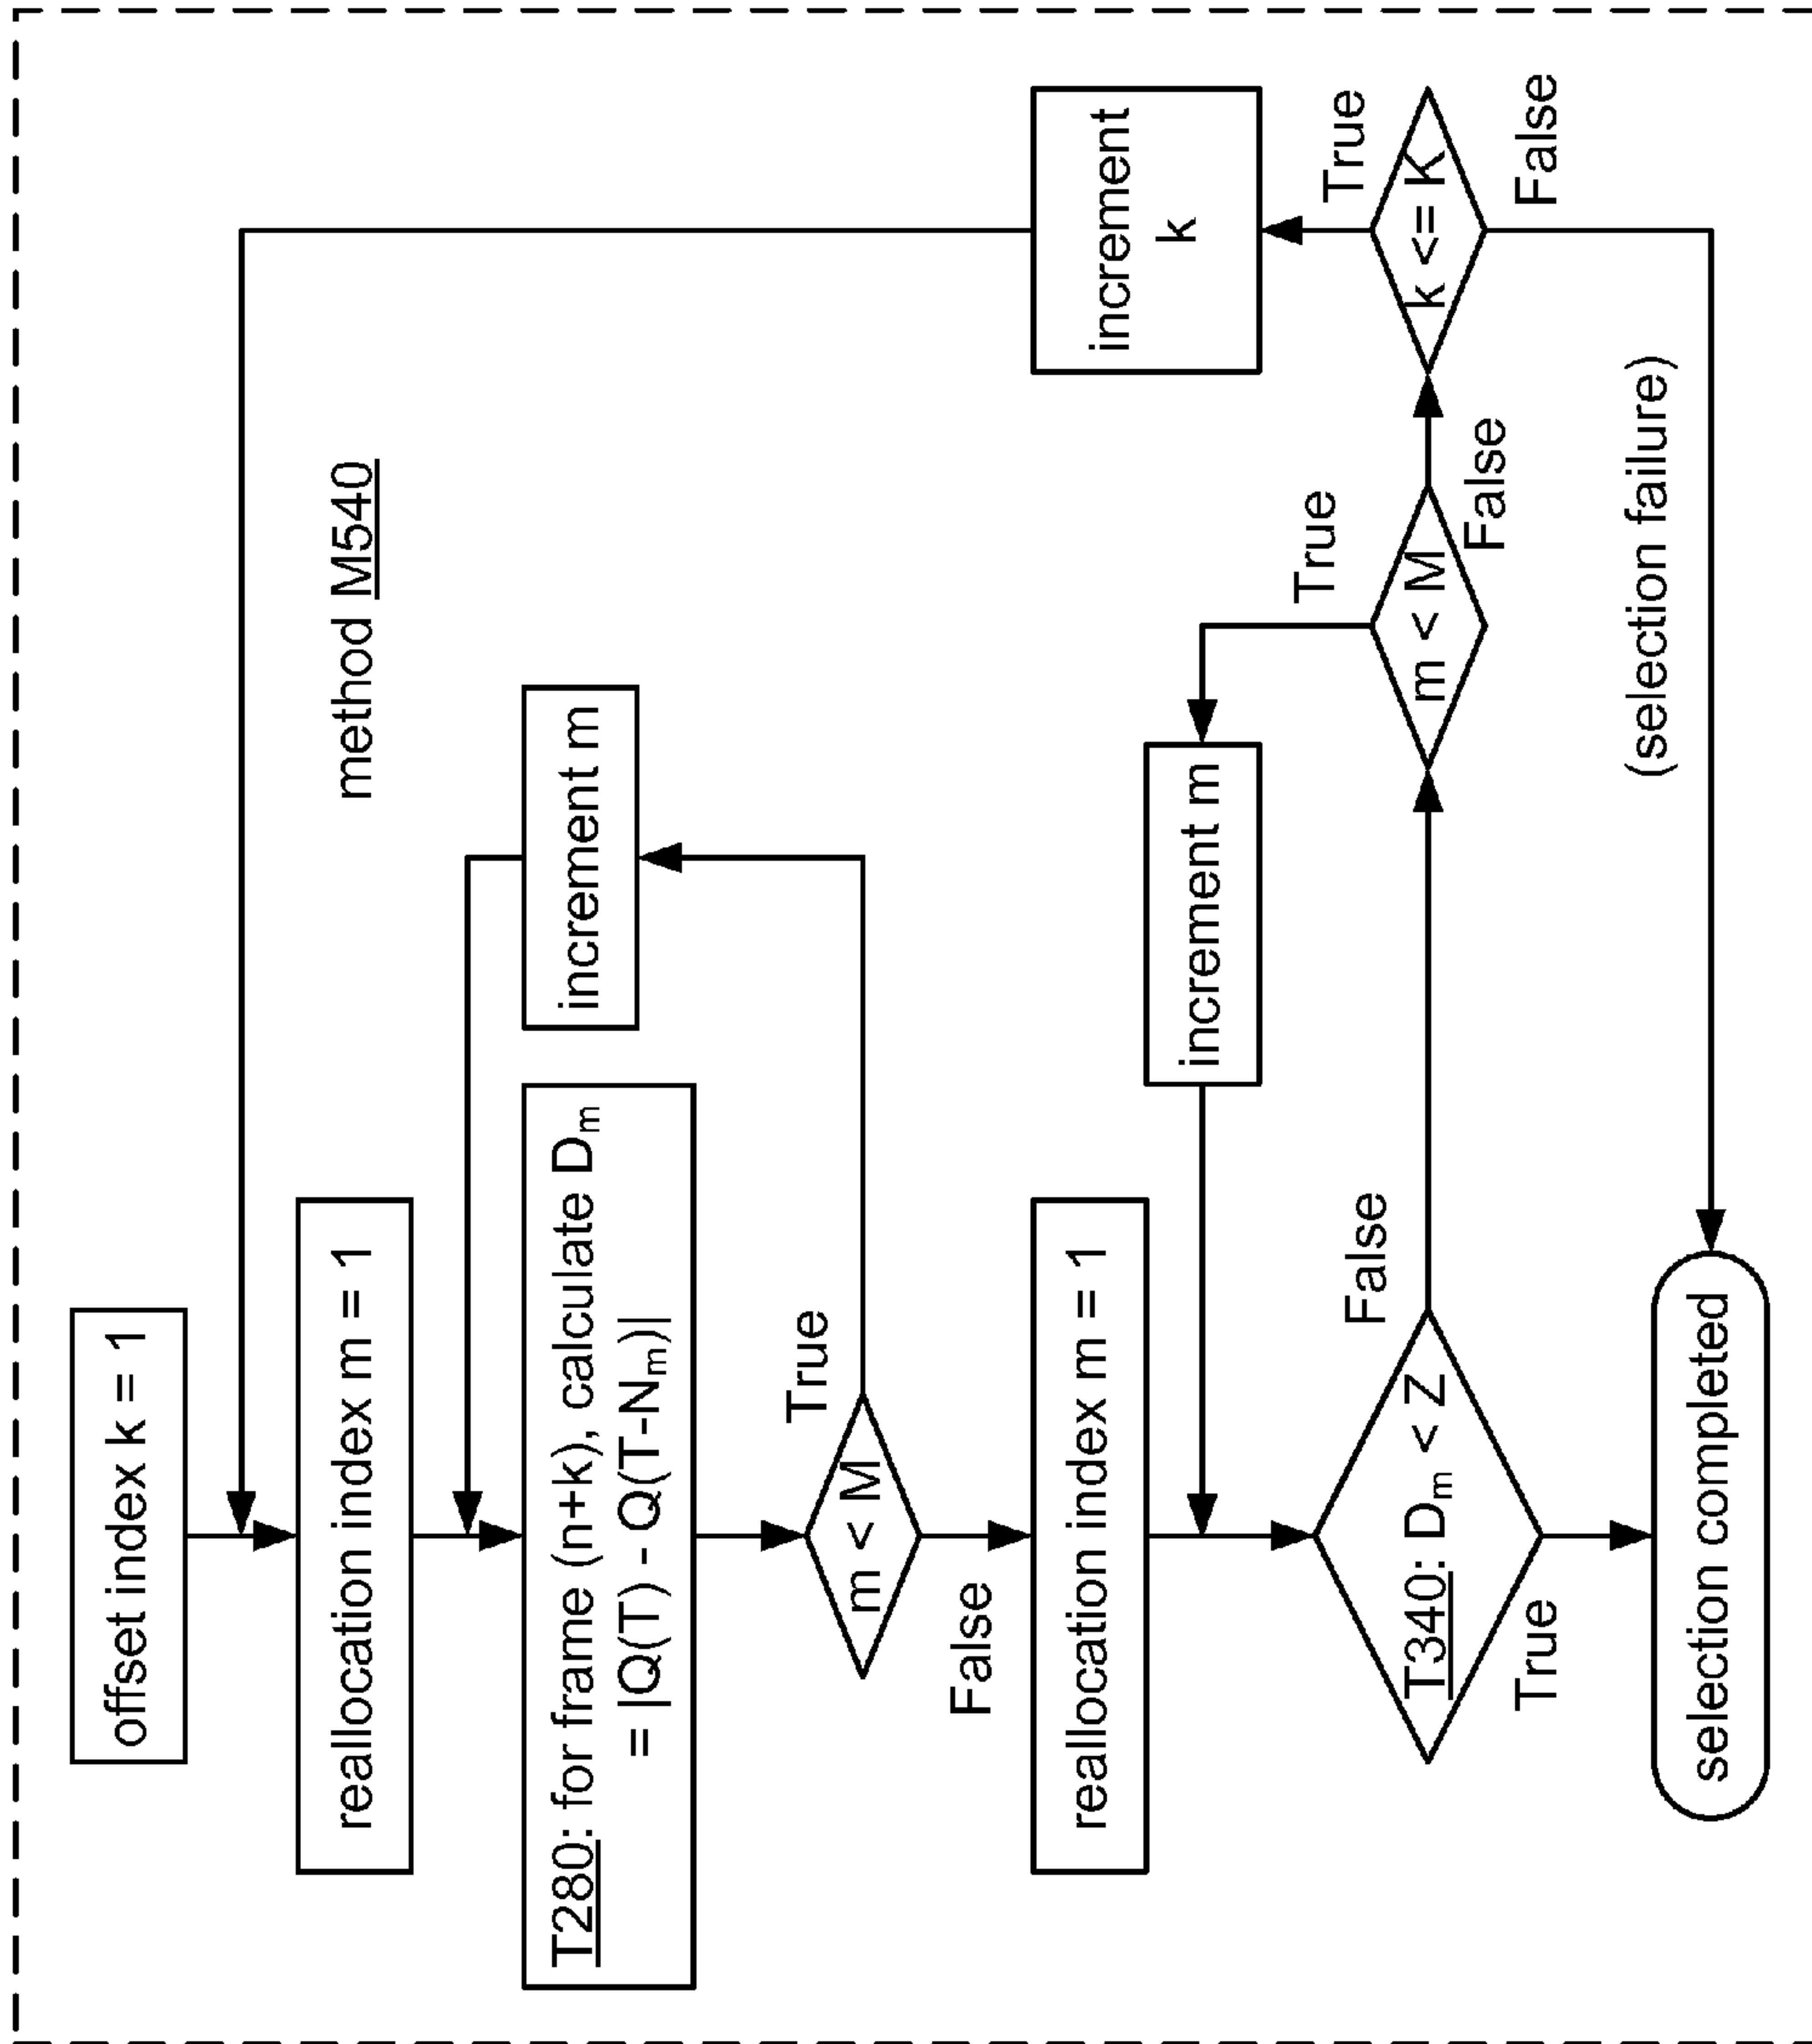 method M540
offset index k = 1
reallocation index m = 1
T280: for frame (n+k), calculate Dm
= |Q(T) - Q(T-Nm)|
increment m
m < M
True
False
reallocation index m = 1
increment m
T340: Dm < Z
False
True
m < M
True
False
increment
k
k <= K
True
False
(selection failure)
selection completed